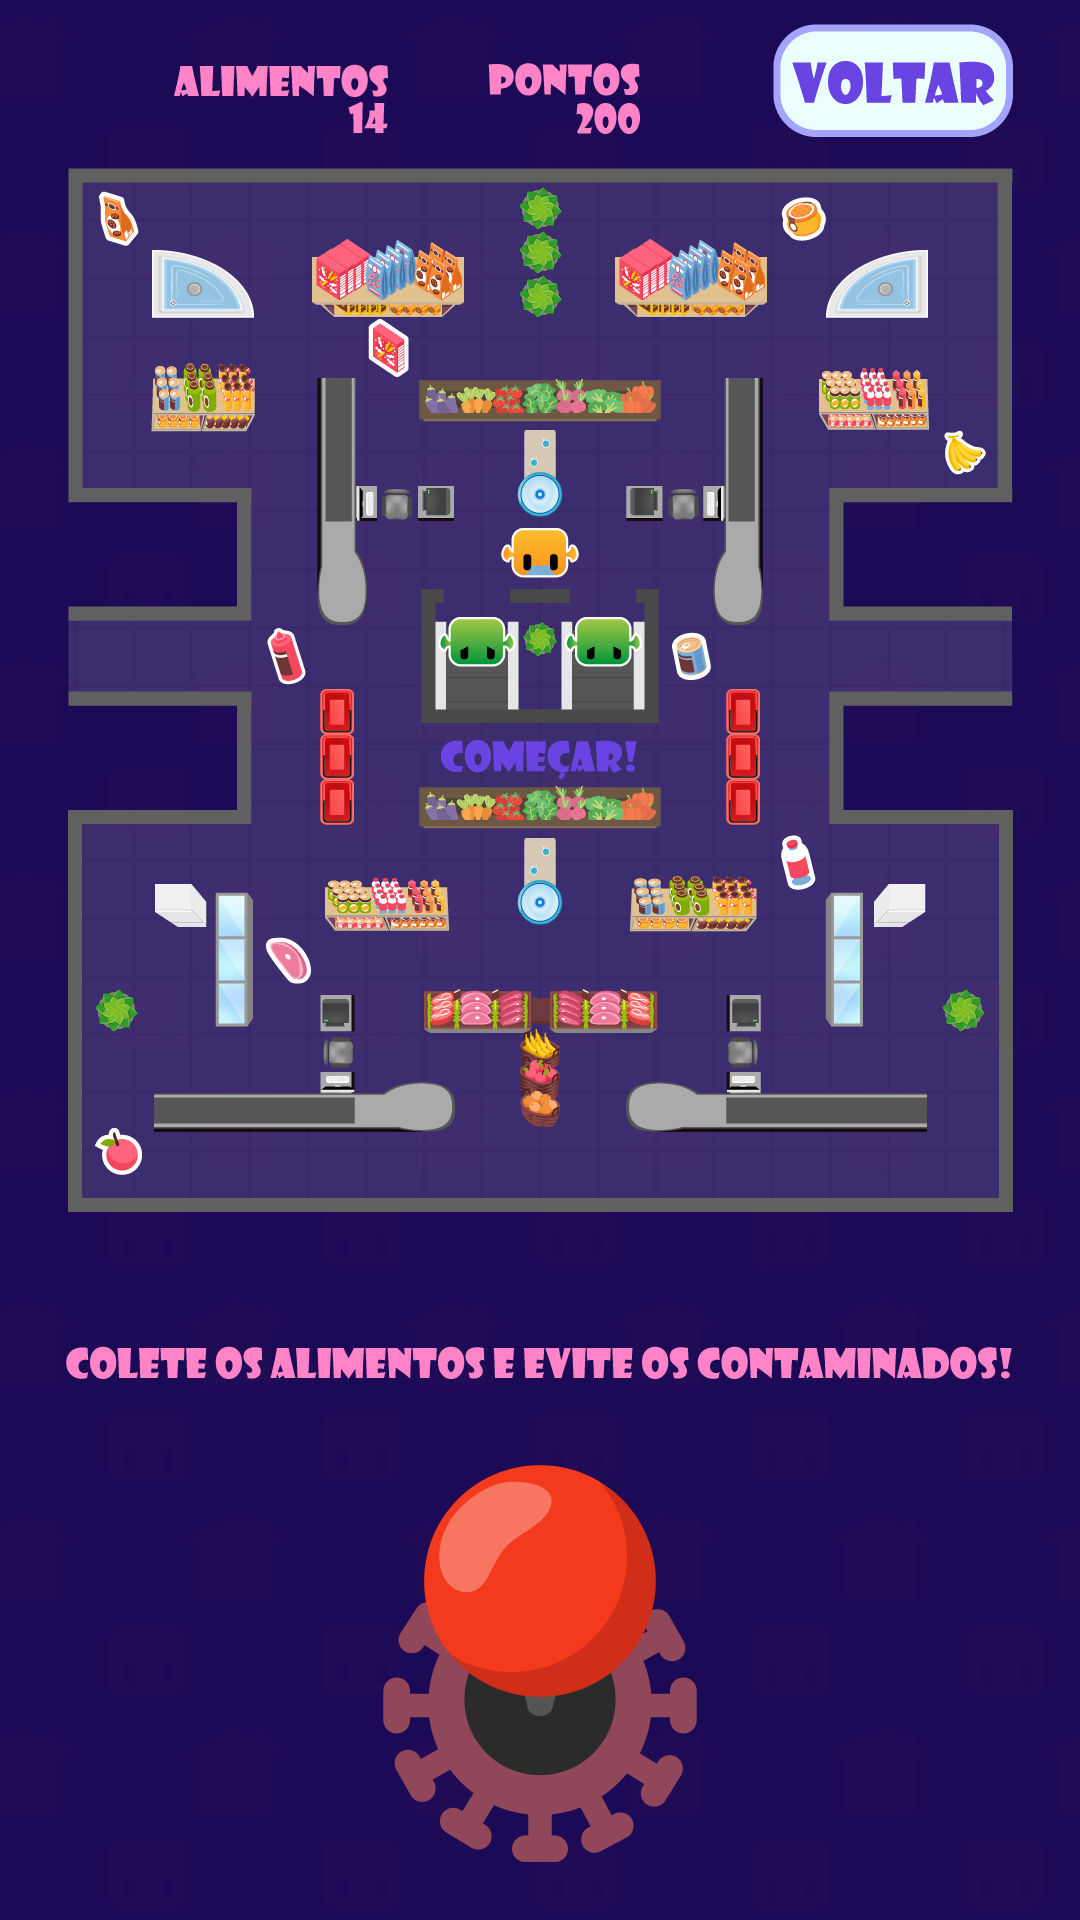 ALIMENTOS
14
PONTOS
200
VOLTAR
COMEÇAR!
COLETE OS ALIMENTOS E EVITE OS CONTAMINADOS!